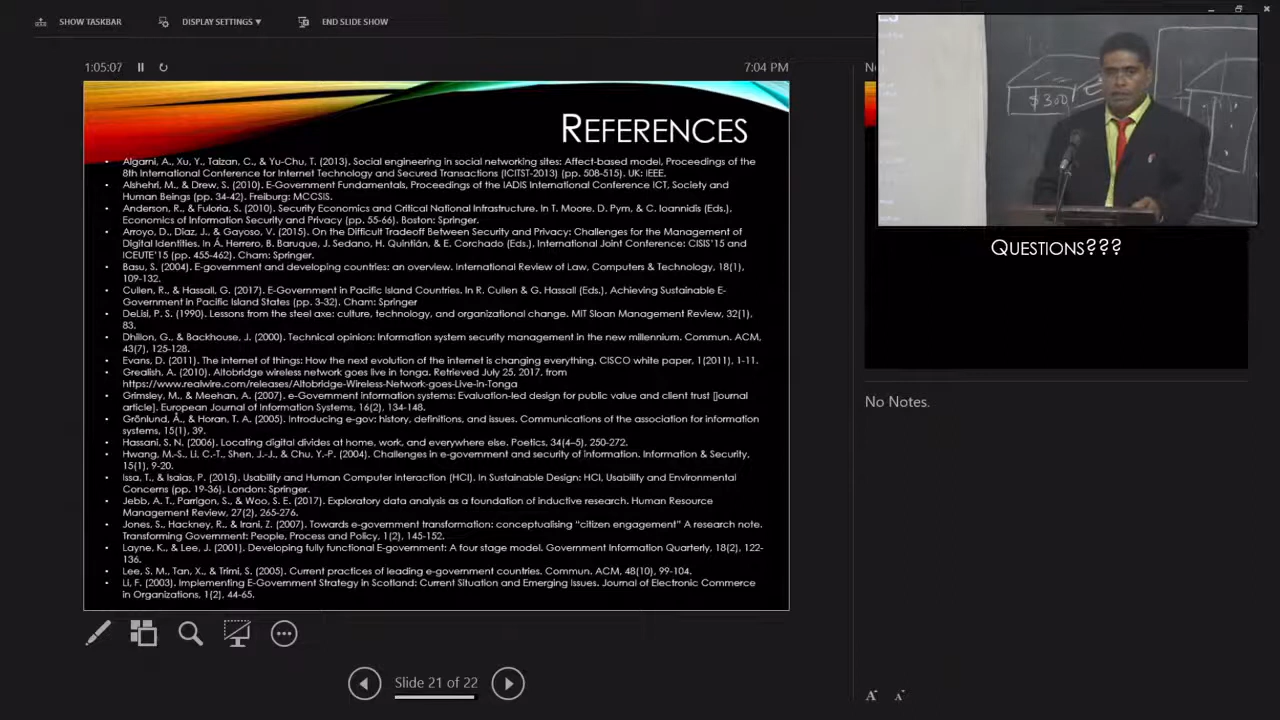 SHOW TASKBAR
DISPLAY SETTINGS ▼
END SLIDE SHOW
1:05:07
7:04 PM
REFERENCES
• Algarni, A., Xu, Y., Taizan, C., & Yu-Chu, T. (2013). Social engineering in social networking sites: Affect-based model, Proceedings of the
8th International Conference for Internet Technology and Secured Transactions (ICITST-2013) (pp. 508-515). UK: IEEE.
• Alshehri, M., & Drew, S. (2010). E-Government Fundamentals, Proceedings of the IADIS International Conference ICT, Society and
Human Beings (pp. 34-42). Freiburg: MCCSIS.
• Anderson, R., & Fuloria, S. (2010). Security Economics and Critical National Infrastructure. In T. Moore, D. Pym, & C. Ioannidis (Eds.),
Economics of Information Security and Privacy (pp. 55-66). Boston: Springer.
• Arroyo, D., Diaz, J., & Gayoso, V. (2015). On the Difficult Tradeoff Between Security and Privacy: Challenges for the Management of
Digital Identities. In Á. Herrero, B. Baruque, J. Sedano, H. Quintián, & E. Corchado (Eds.), International Joint Conference: CISIS'15 and
ICEUTE'15 (pp. 455-462). Cham: Springer.
• Basu, S. (2004). E-government and developing countries: an overview. International Review of Law, Computers & Technology, 18(1),
109-132.
• Cullen, R., & Hassall, G. (2017). E-Government in Pacific Island Countries. In R. Cullen & G. Hassall (Eds.), Achieving Sustainable E-
Government in Pacific Island States (pp. 3-32). Cham: Springer
• DeLisi, P. S. (1990). Lessons from the steel axe: culture, technology, and organizational change. MIT Sloan Management Review, 32(1),
83.
• Dhillon, G., & Backhouse, J. (2000). Technical opinion: Information system security management in the new millennium. Commun. ACM,
43(7), 125-128.
• Evans, D. (2011). The internet of things: How the next evolution of the internet is changing everything. CISCO white paper, 1(2011), 1-11.
• Grealish, A. (2010). Altobridge wireless network goes live in tonga. Retrieved July 25, 2017, from
https://www.realwire.com/releases/Altobridge-Wireless-Network-goes-Live-in-Tonga
• Grimsley, M., & Meehan, A. (2007). e-Government information systems: Evaluation-led design for public value and client trust [journal
article]. European Journal of Information Systems, 16(2), 134-148.
• Grönlund, Å., & Horan, T. A. (2005). Introducing e-gov: history, definitions, and issues. Communications of the association for information
systems, 15(1), 39.
• Hassani, S. N. (2006). Locating digital divides at home, work, and everywhere else. Poetics, 34(4–5), 250-272.
• Hwang, M.-S., Li, C.-T., Shen, J.-J., & Chu, Y.-P. (2004). Challenges in e-government and security of information. Information & Security,
15(1), 9-20.
• Issa, T., & Isaias, P. (2015). Usability and Human Computer Interaction (HCI). In Sustainable Design: HCI, Usability and Environmental
Concerns (pp. 19-36). London: Springer.
• Jebb, A. T., Parrigon, S., & Woo, S. E. (2017). Exploratory data analysis as a foundation of inductive research. Human Resource
Management Review, 27(2), 265-276.
• Jones, S., Hackney, R., & Irani, Z. (2007). Towards e-government transformation: conceptualising “citizen engagement” A research note.
Transforming Government: People, Process and Policy, 1(2), 145-152.
• Layne, K., & Lee, J. (2001). Developing fully functional E-government: A four stage model. Government Information Quarterly, 18(2), 122-
136.
• Lee, S. M., Tan, X., & Trimi, S. (2005). Current practices of leading e-government countries. Commun. ACM, 48(10), 99-104.
• Li, F. (2003). Implementing E-Government Strategy in Scotland: Current Situation and Emerging Issues. Journal of Electronic Commerce
in Organizations, 1(2), 44-65.
Slide 21 of 22
$300
QUESTIONS???
No Notes.
A A